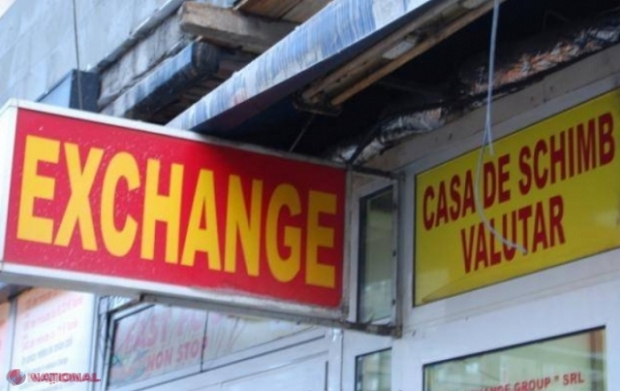 EXCHANGE
CASA DE SCHIMB
VALUTAR
NON STOP
GROUP " SRL
NATIONAL